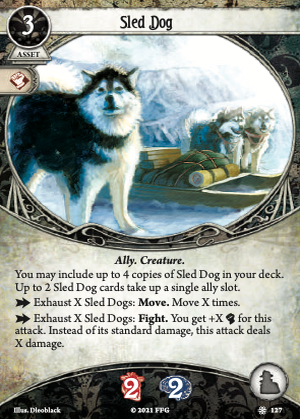 3
Sled Dog
ASSET
Ally. Creature.
You may include up to 4 copies of Sled Dog in your deck.
Up to 2 Sled Dog cards take up a single ally slot.
Exhaust X Sled Dogs: Move. Move X times.
Exhaust X Sled Dogs: Fight. You get +X for this
attack. Instead of its standard damage, this attack deals
X damage.
2 2
Illus. Dleoblack © 2021 FFG 127